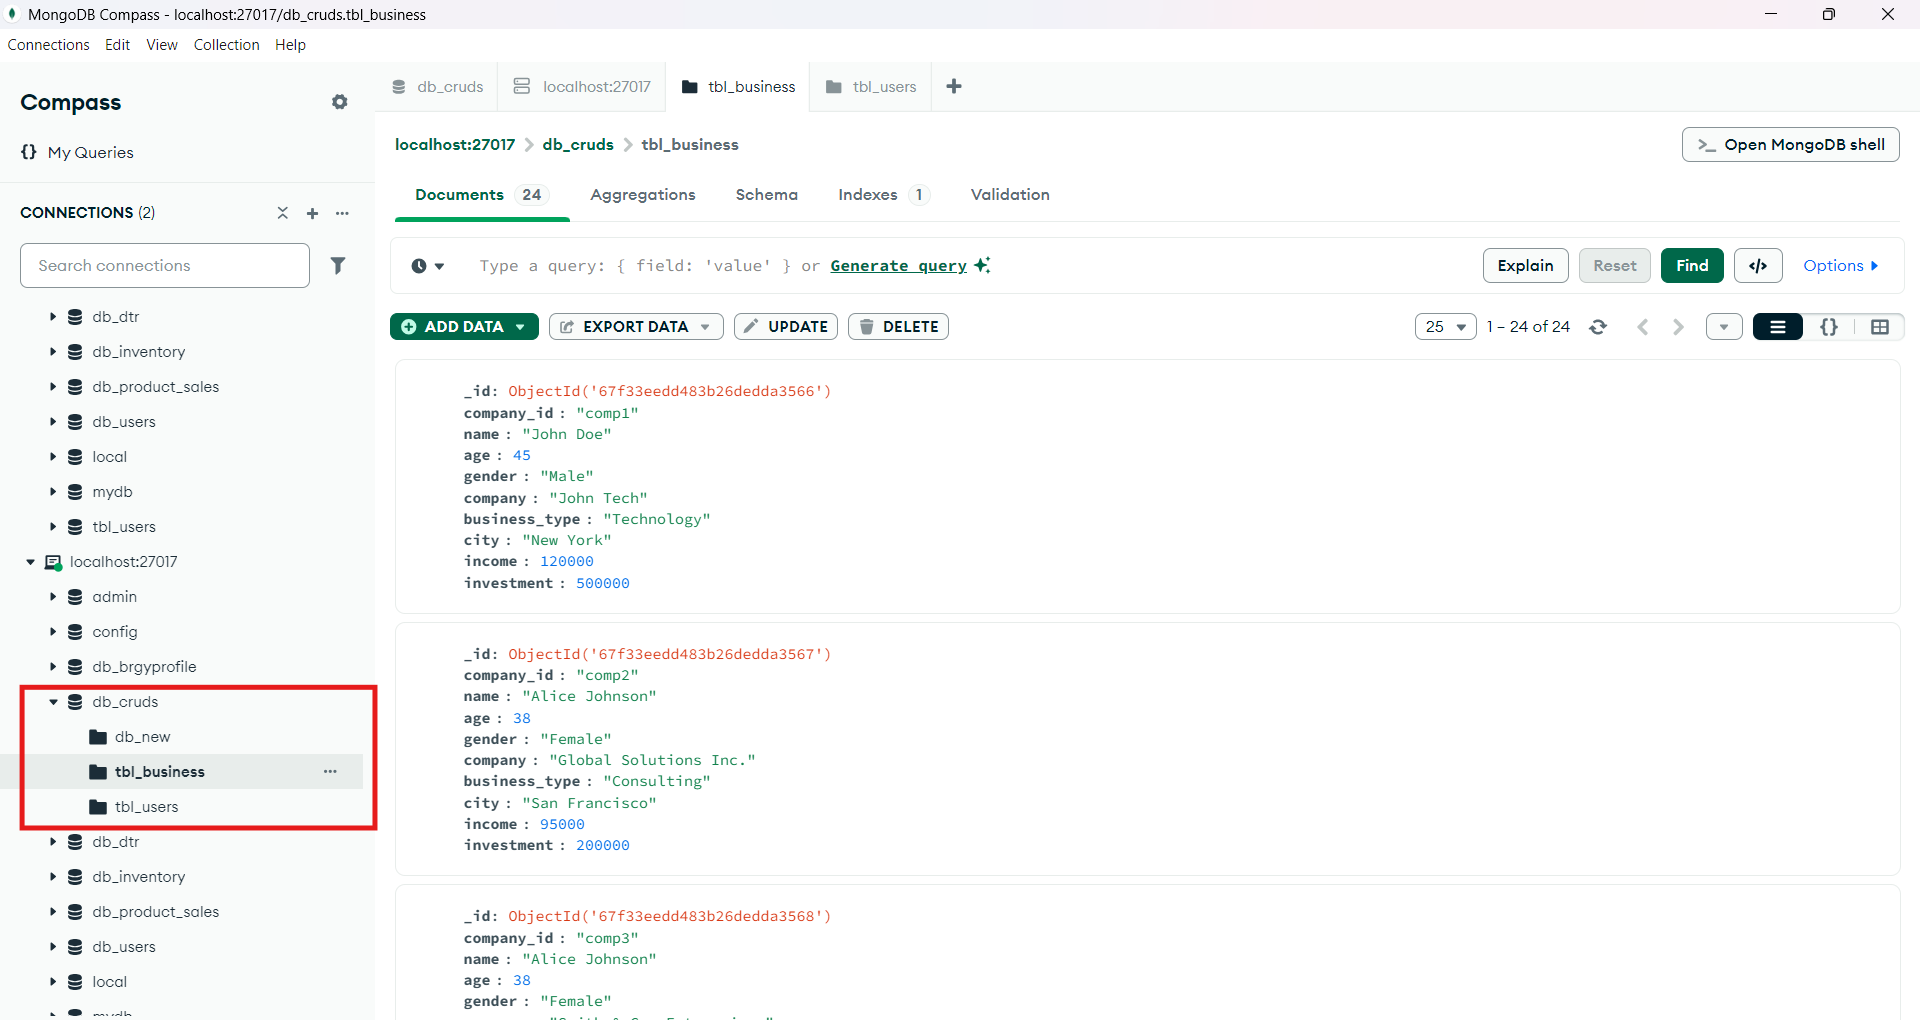 MongoDB Compass - localhost:27017/db_cruds.tbl_business
Connections Edit View Collection Help
Compass
{} My Queries
CONNECTIONS (2)
Search connections
db_dtr
db_inventory
db_product_sales
db_users
local
mydb
tbl_users
localhost:27017
admin
config
db_brgyprofile
db_cruds
db_new
tbl_business
tbl_users
db_dtr
db_inventory
db_product_sales
db_users
local
mydb
db_cruds localhost:27017 tbl_business tbl_users
localhost:27017 > db_cruds > tbl_business
>_ Open MongoDB shell
Documents 24 Aggregations Schema Indexes 1 Validation
Type a query: { field: 'value' } or Generate query
Explain Reset Find </> Options
ADD DATA EXPORT DATA UPDATE DELETE
25 1 – 24 of 24 {}
_id: ObjectId('67f33eedd483b26dedda3566')
company_id : "comp1"
name : "John Doe"
age : 45
gender : "Male"
company : "John Tech"
business_type : "Technology"
city : "New York"
income : 120000
investment : 500000
_id: ObjectId('67f33eedd483b26dedda3567')
company_id : "comp2"
name : "Alice Johnson"
age : 38
gender : "Female"
company : "Global Solutions Inc."
business_type : "Consulting"
city : "San Francisco"
income : 95000
investment : 200000
_id: ObjectId('67f33eedd483b26dedda3568')
company_id : "comp3"
name : "Alice Johnson"
age : 38
gender : "Female"